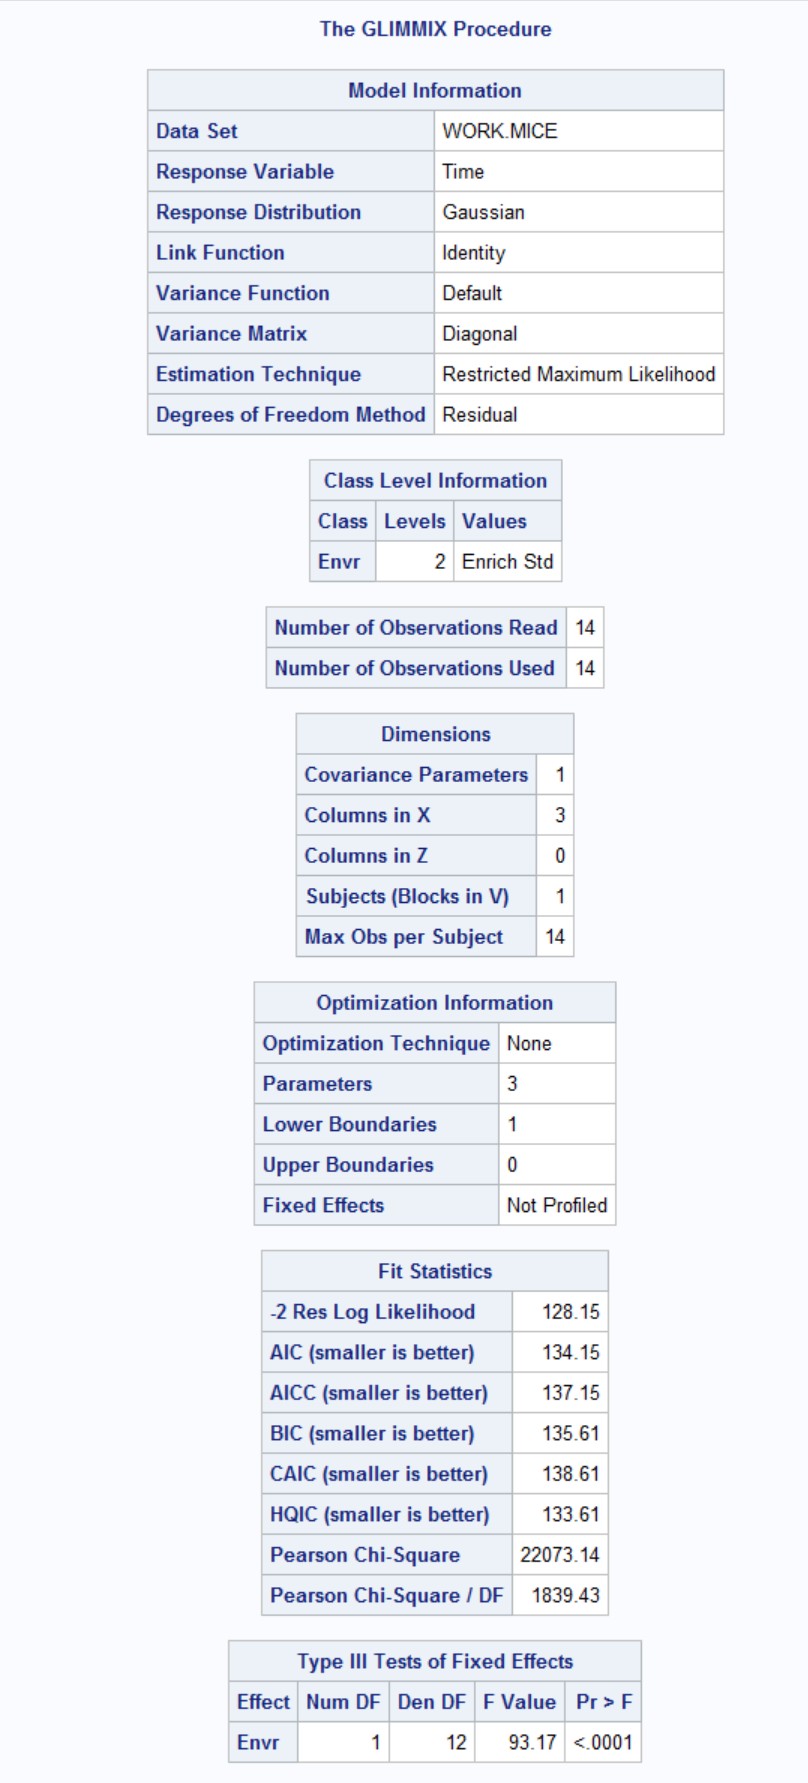 The GLIMMIX Procedure
Model Information
Data Set WORK.MICE
Response Variable Time
Response Distribution Gaussian
Link Function Identity
Variance Function Default
Variance Matrix Diagonal
Estimation Technique Restricted Maximum Likelihood
Degrees of Freedom Method Residual
Class Level Information
Class Levels Values
Envr 2 Enrich Std
Number of Observations Read 14
Number of Observations Used 14
Dimensions
Covariance Parameters 1
Columns in X 3
Columns in Z 0
Subjects (Blocks in V) 1
Max Obs per Subject 14
Optimization Information
Optimization Technique None
Parameters 3
Lower Boundaries 1
Upper Boundaries 0
Fixed Effects Not Profiled
Fit Statistics
-2 Res Log Likelihood 128.15
AIC (smaller is better) 134.15
AICC (smaller is better) 137.15
BIC (smaller is better) 135.61
CAIC (smaller is better) 138.61
HQIC (smaller is better) 133.61
Pearson Chi-Square 22073.14
Pearson Chi-Square / DF 1839.43
Type III Tests of Fixed Effects
Effect Num DF Den DF F Value Pr > F
Envr 1 12 93.17 <.0001